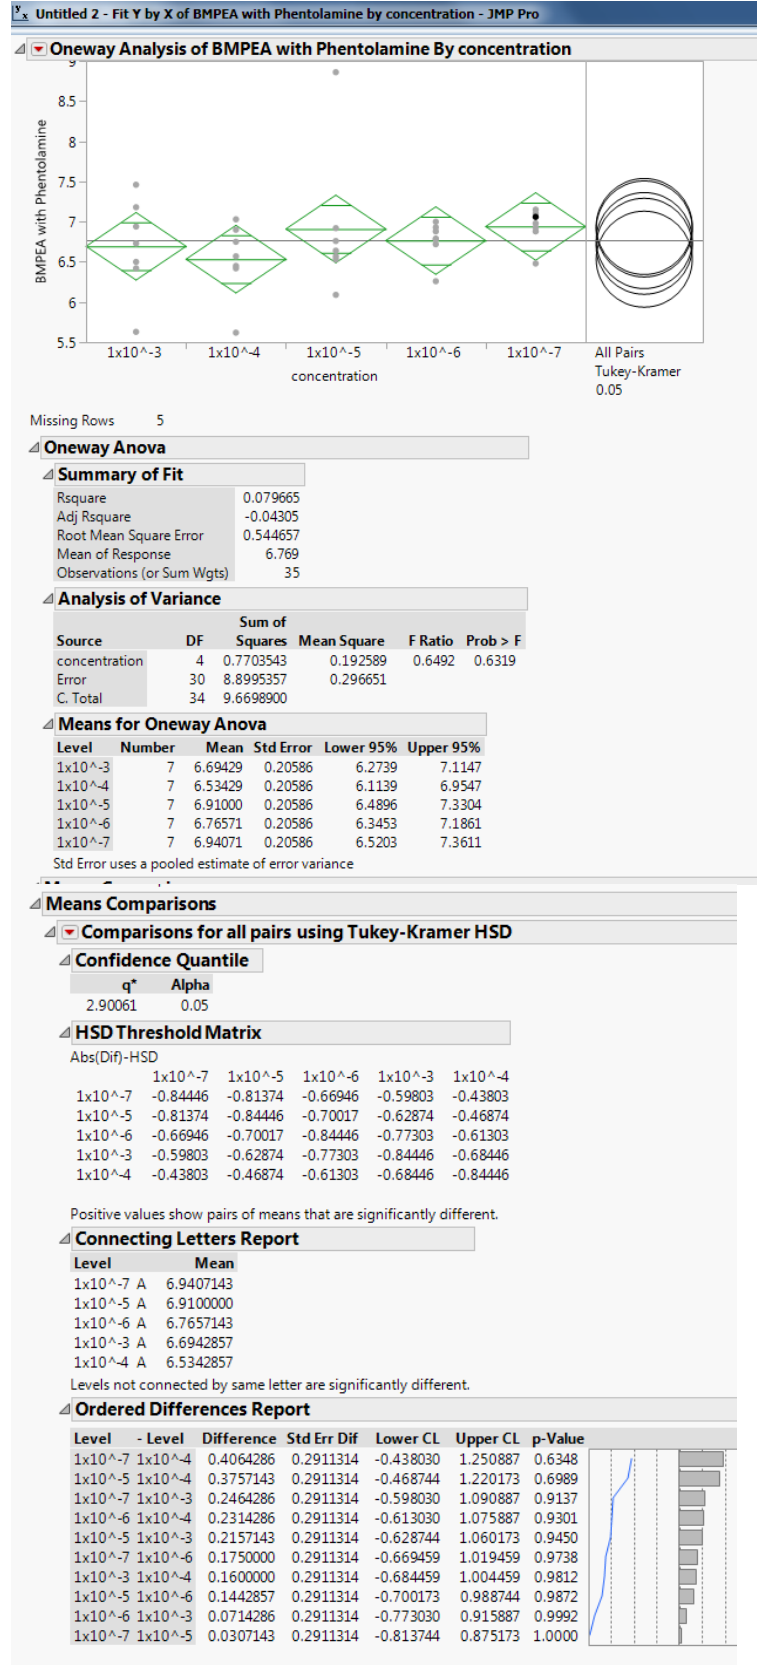 Untitled 2 - Fit Y by X of BMPEA with Phentolamine by concentration - JMP Pro
Oneway Analysis of BMPEA with Phentolamine By concentration
9
8.5
8
7.5
7
6.5
6
5.5
BMPEA with Phentolamine
1x10^-3 1x10^-4 1x10^-5 1x10^-6 1x10^-7
concentration
All Pairs
Tukey-Kramer
0.05
Missing Rows 5
Oneway Anova
Summary of Fit
Rsquare 0.079665
Adj Rsquare -0.04305
Root Mean Square Error 0.544657
Mean of Response 6.769
Observations (or Sum Wgts) 35
Analysis of Variance
Sum of
Source DF Squares Mean Square F Ratio Prob > F
concentration 4 0.7703543 0.192589 0.6492 0.6319
Error 30 8.8995357 0.296651
C. Total 34 9.6698900
Means for Oneway Anova
Level Number Mean Std Error Lower 95% Upper 95%
1x10^-3 7 6.69429 0.20586 6.2739 7.1147
1x10^-4 7 6.53429 0.20586 6.1139 6.9547
1x10^-5 7 6.91000 0.20586 6.4896 7.3304
1x10^-6 7 6.76571 0.20586 6.3453 7.1861
1x10^-7 7 6.94071 0.20586 6.5203 7.3611
Std Error uses a pooled estimate of error variance
Means Comparisons
Comparisons for all pairs using Tukey-Kramer HSD
Confidence Quantile
q* Alpha
2.90061 0.05
HSD Threshold Matrix
Abs(Dif)-HSD
1x10^-7 1x10^-5 1x10^-6 1x10^-3 1x10^-4
1x10^-7 -0.84446 -0.81374 -0.66946 -0.59803 -0.43803
1x10^-5 -0.81374 -0.84446 -0.70017 -0.62874 -0.46874
1x10^-6 -0.66946 -0.70017 -0.84446 -0.77303 -0.61303
1x10^-3 -0.59803 -0.62874 -0.77303 -0.84446 -0.68446
1x10^-4 -0.43803 -0.46874 -0.61303 -0.68446 -0.84446
Positive values show pairs of means that are significantly different.
Connecting Letters Report
Level Mean
1x10^-7 A 6.9407143
1x10^-5 A 6.9100000
1x10^-6 A 6.7657143
1x10^-3 A 6.6942857
1x10^-4 A 6.5342857
Levels not connected by same letter are significantly different.
Ordered Differences Report
Level - Level Difference Std Err Dif Lower CL Upper CL p-Value
1x10^-7 1x10^-4 0.4064286 0.2911314 -0.438030 1.250887 0.6348
1x10^-5 1x10^-4 0.3757143 0.2911314 -0.468744 1.220173 0.6989
1x10^-7 1x10^-3 0.2464286 0.2911314 -0.598030 1.090887 0.9137
1x10^-6 1x10^-4 0.2314286 0.2911314 -0.613030 1.075887 0.9301
1x10^-5 1x10^-3 0.2157143 0.2911314 -0.628744 1.060173 0.9450
1x10^-7 1x10^-6 0.1750000 0.2911314 -0.669459 1.019459 0.9738
1x10^-3 1x10^-4 0.1600000 0.2911314 -0.684459 1.004459 0.9812
1x10^-5 1x10^-6 0.1442857 0.2911314 -0.700173 0.988744 0.9872
1x10^-6 1x10^-3 0.0714286 0.2911314 -0.773030 0.915887 0.9992
1x10^-7 1x10^-5 0.0307143 0.2911314 -0.813744 0.875173 1.0000